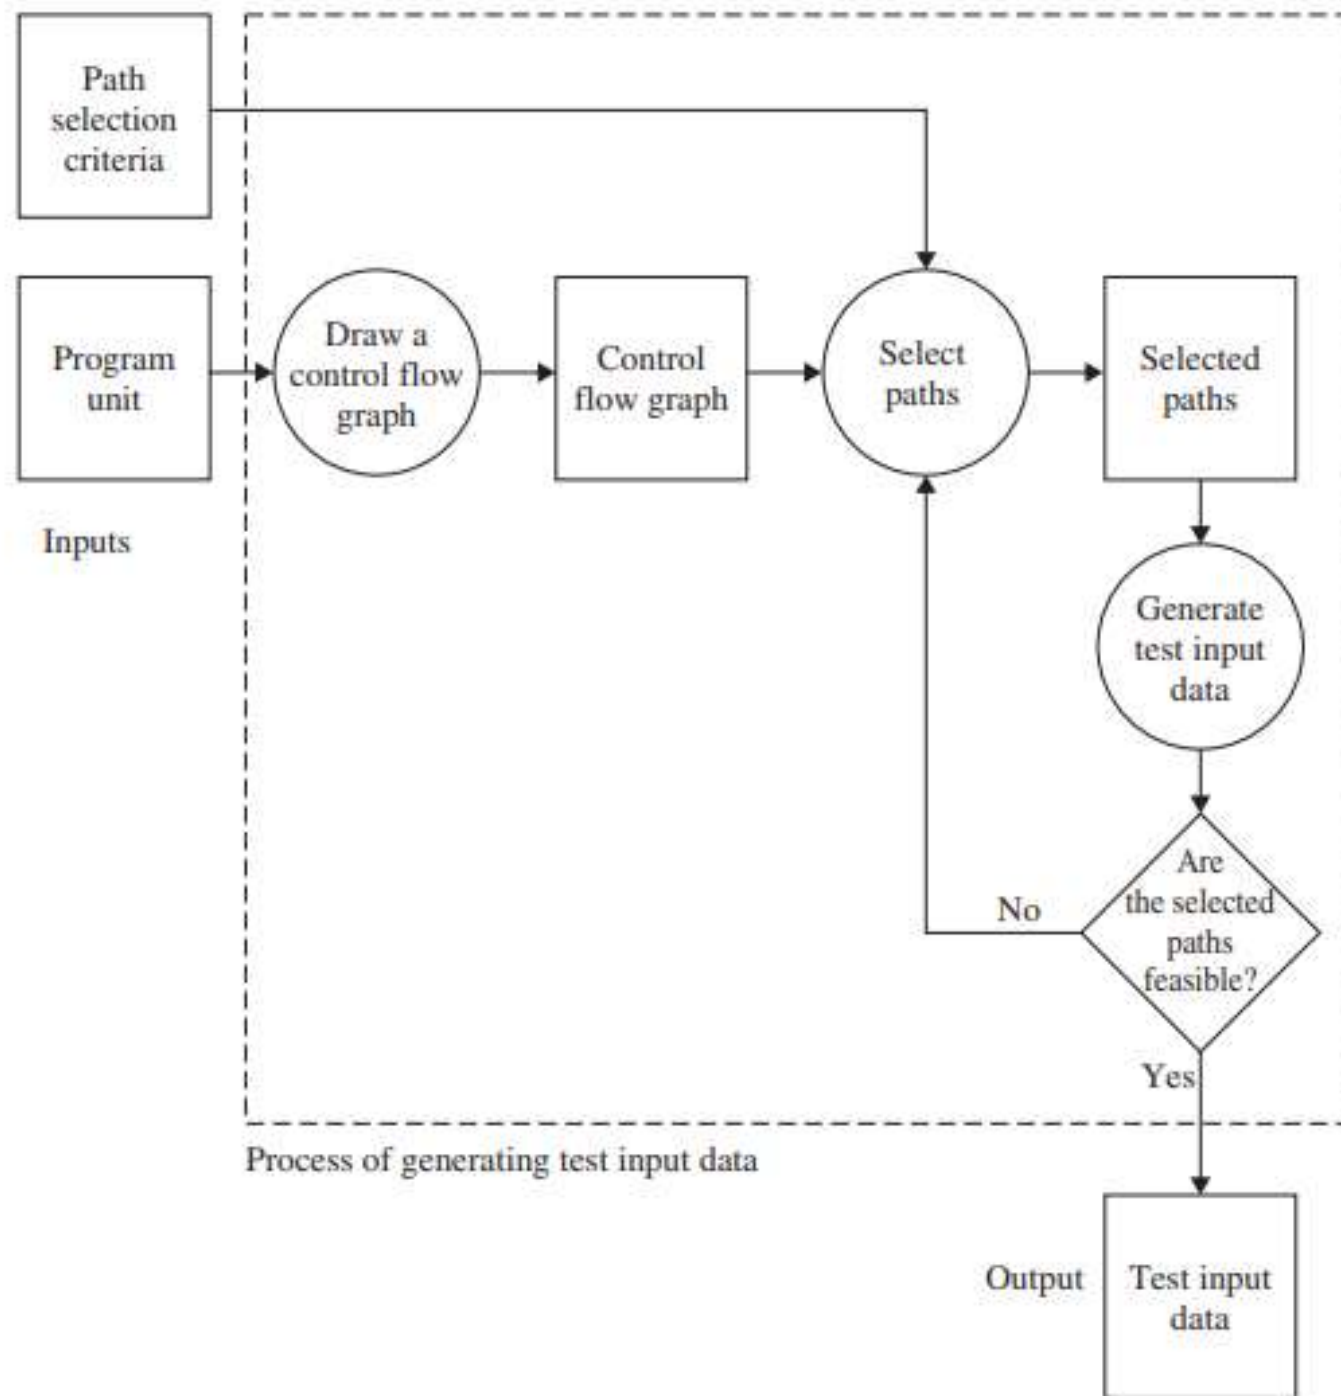 Path
selection
criteria
Program
unit
Inputs
Draw a
control flow
graph
Control
flow graph
Select
paths
Selected
paths
Generate
test input
data
Are
the selected
paths
feasible?
No
Yes
Process of generating test input data
Output
Test input
data